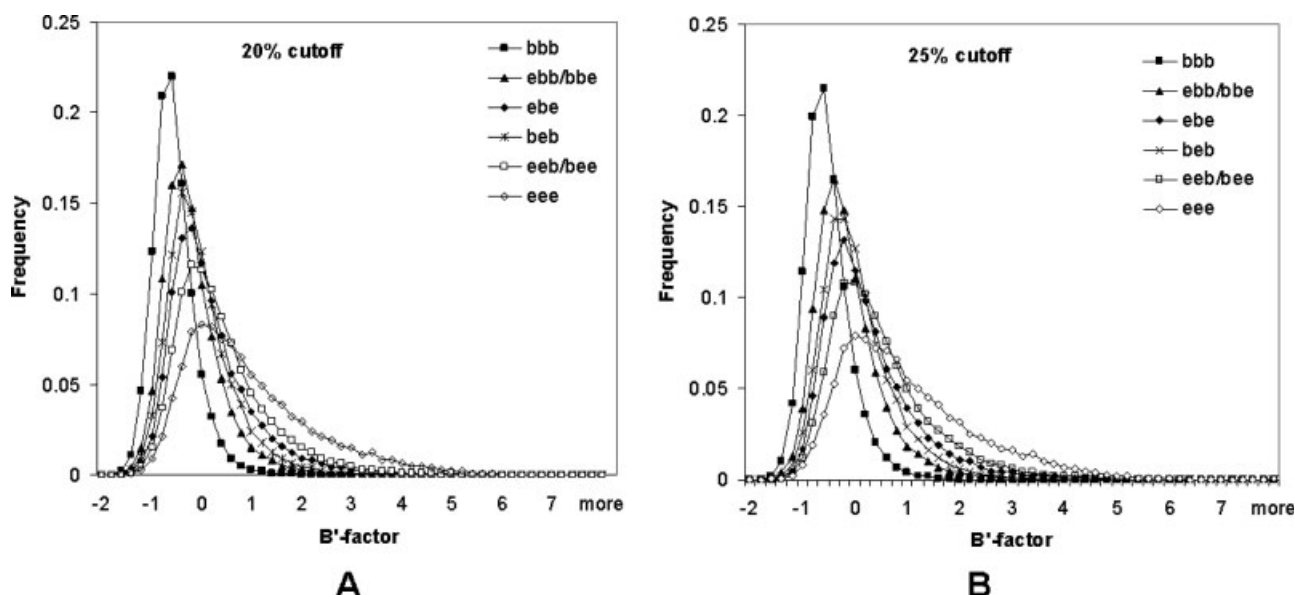 0.25
0.2
0.15
0.1
0.05
0
Frequency
20% cutoff
bbb
ebb/bbe
ebe
beb
eeb/bee
eee
-2 -1 0 1 2 3 4 5 6 7 more
B'-factor
A
0.25
0.2
0.15
0.1
0.05
0
Frequency
25% cutoff
bbb
ebb/bbe
ebe
beb
eeb/bee
eee
-2 -1 0 1 2 3 4 5 6 7 more
B'-factor
B